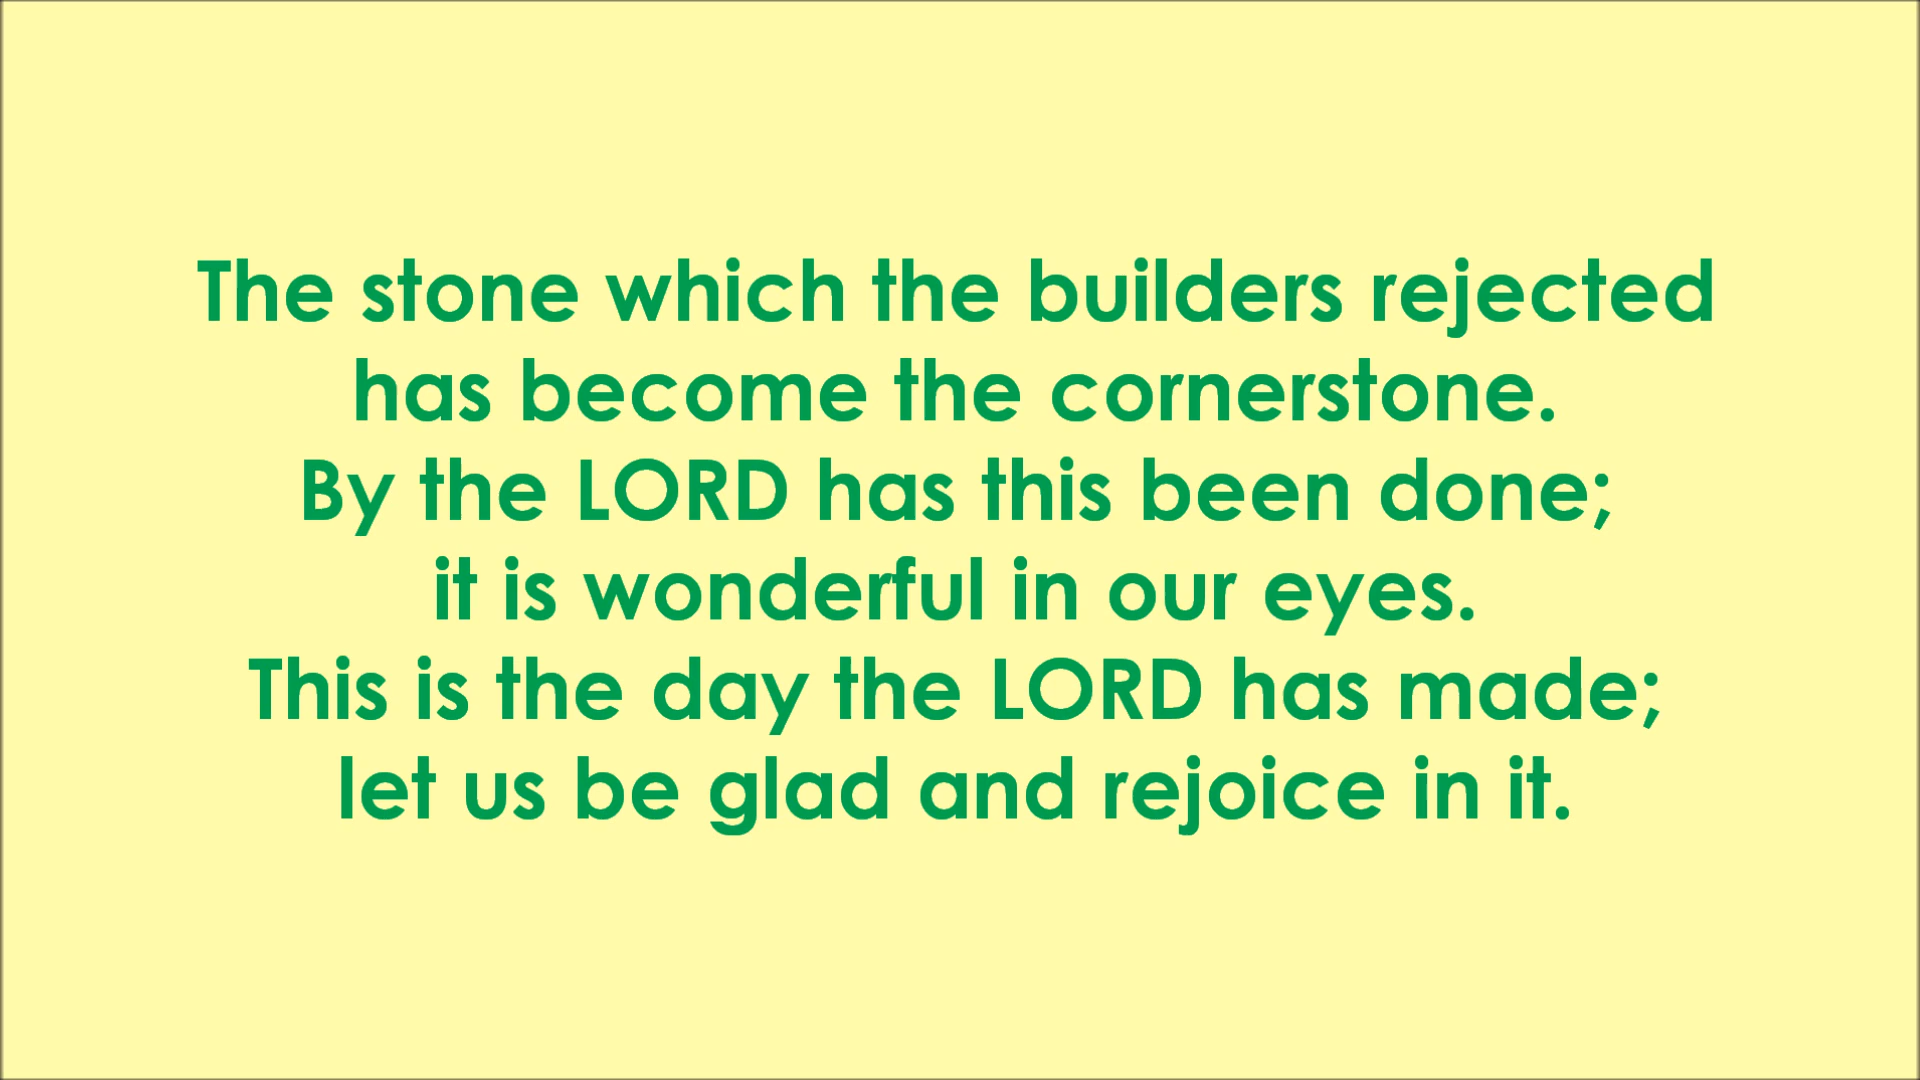 The stone which the builders rejected
has become the cornerstone.
By the LORD has this been done;
it is wonderful in our eyes.
This is the day the LORD has made;
let us be glad and rejoice in it.